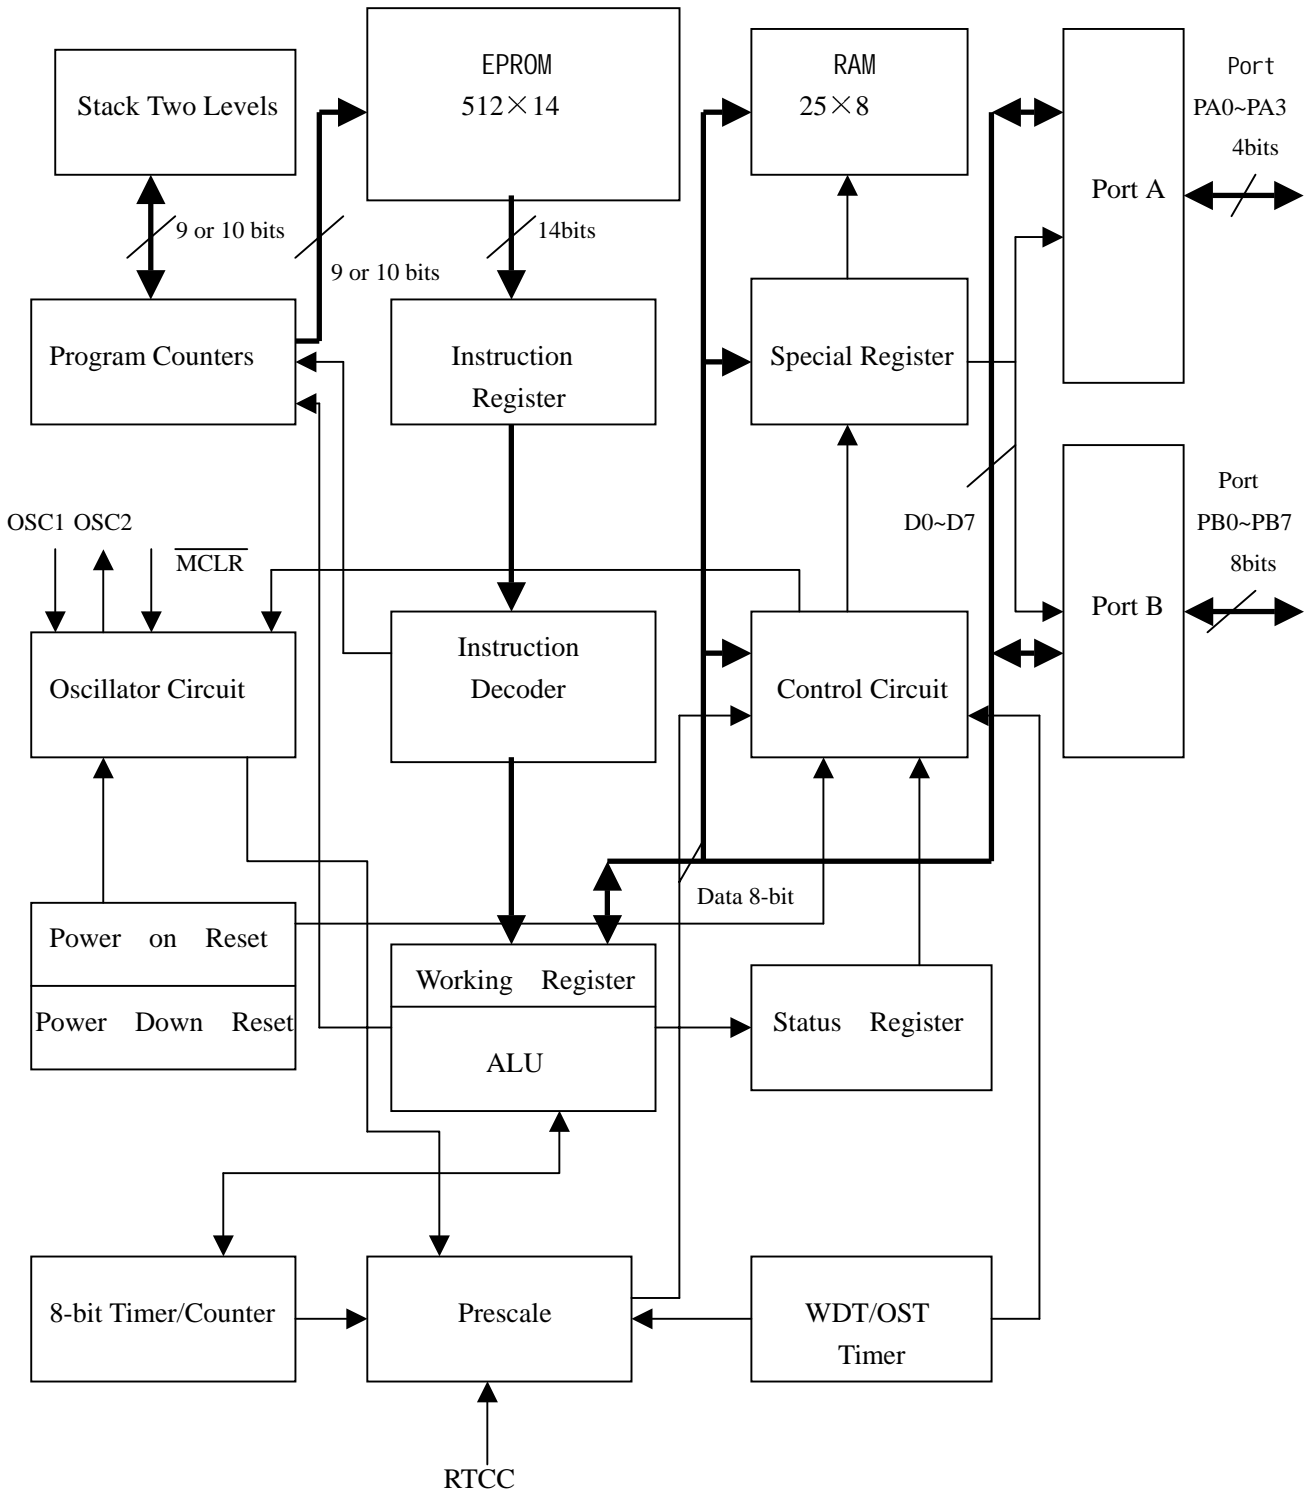 EPROM
512×14
RAM
25×8
Port
PA0~PA3
4bits
Stack Two Levels
Port A
9 or 10 bits
14bits
9 or 10 bits
Program Counters
Instruction
Register
Special Register
Port
PB0~PB7
8bits
D0~D7
OSC1 OSC2
MCLR
Port B
Oscillator Circuit
Instruction
Decoder
Control Circuit
Data 8-bit
Power on Reset
Power Down Reset
Working Register
ALU
Status Register
8-bit Timer/Counter
Prescale
WDT/OST
Timer
RTCC